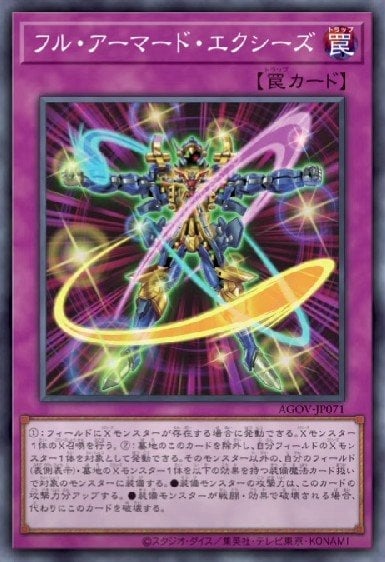 フル・アーマード・エクシーズ
トラップ
罠
トラップ
【罠カード】
AGOV-JP071
①:フィールドにXモンスターが存在する場合に発動できる。Xモンスター
1体のX召喚を行う。②:墓地のこのカードを除外し、自分フィールドのXモ
ンスター1体を対象として発動できる。そのモンスター以外の、自分のフィールド
(表側表示)・墓地のXモンスター1体を以下の効果を持つ装備魔法カード扱い
で対象のモンスターに装備する。●装備モンスターの攻撃力は、このカードの
攻撃力分アップする。●装備モンスターが戦闘・効果で破壊される場合、
代わりにこのカードを破壊する。
©スタジオ・ダイス/集英社・テレビ東京・KONAMI